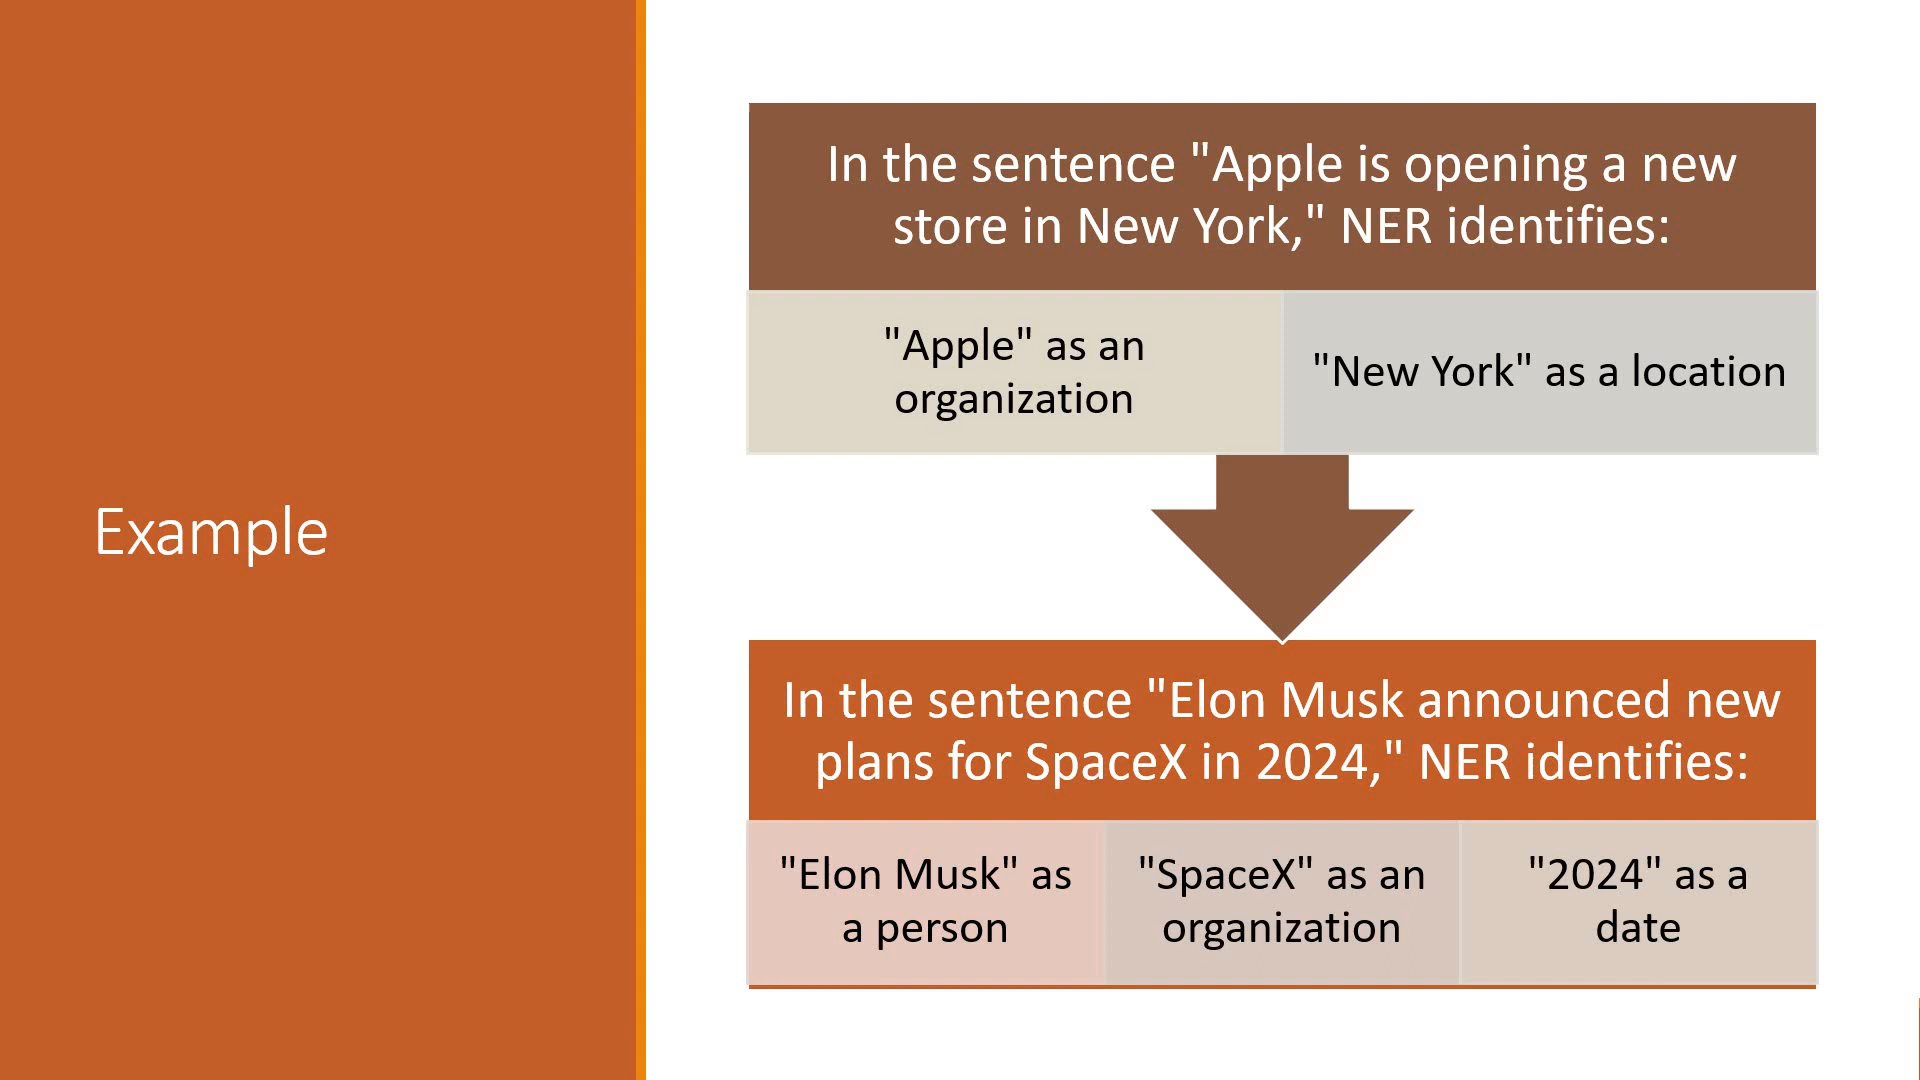 Example
In the sentence "Apple is opening a new
store in New York," NER identifies:
"Apple" as an
organization
"New York" as a location
In the sentence "Elon Musk announced new
plans for SpaceX in 2024," NER identifies:
"Elon Musk" as
a person
"SpaceX" as an
organization
"2024" as a
date